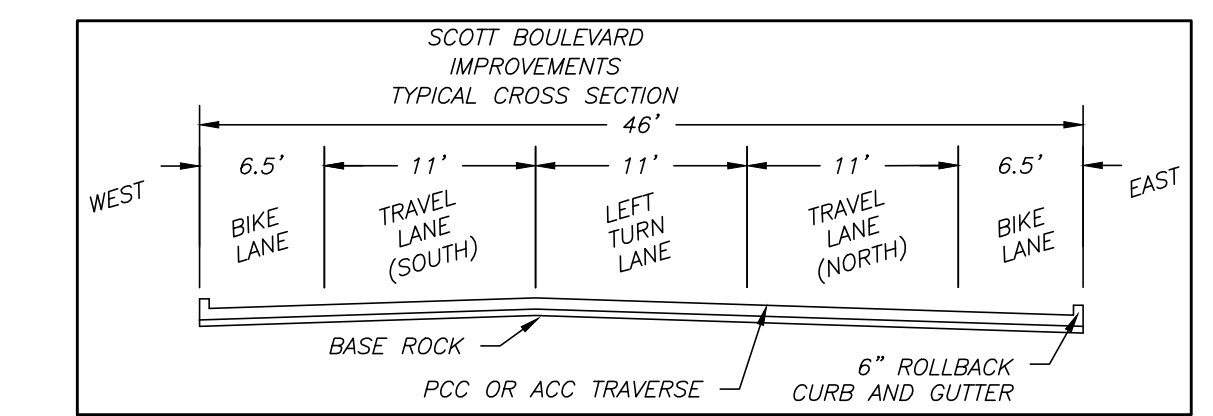 SCOTT BOULEVARD
IMPROVEMENTS
TYPICAL CROSS SECTION
46'
6.5'
11'
11'
11'
6.5'
WEST
BIKE
LANE
TRAVEL
LANE
(SOUTH)
LEFT
TURN
LANE
TRAVEL
LANE
(NORTH)
BIKE
LANE
EAST
BASE ROCK
PCC OR ACC TRAVERSE
6" ROLLBACK
CURB AND GUTTER